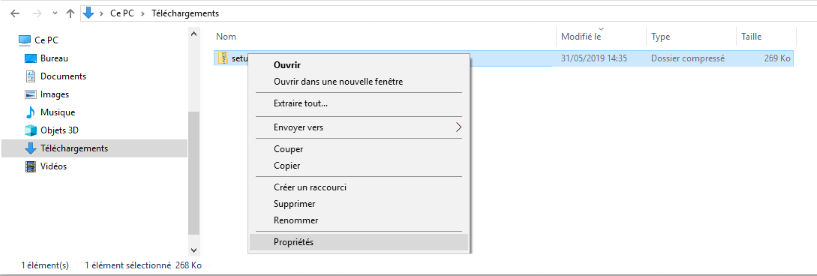 Ce PC > Téléchargements
Nom Modifié le Type Taille
setu 31/05/2019 14:35 Dossier compressé 269 Ko
Ce PC
Bureau
Documents
Images
Musique
Objets 3D
Téléchargements
Vidéos
Ouvrir
Ouvrir dans une nouvelle fenêtre
Extraire tout...
Envoyer vers
Couper
Copier
Créer un raccourci
Supprimer
Renommer
Propriétés
1 élément(s) 1 élément sélectionné 268 Ko